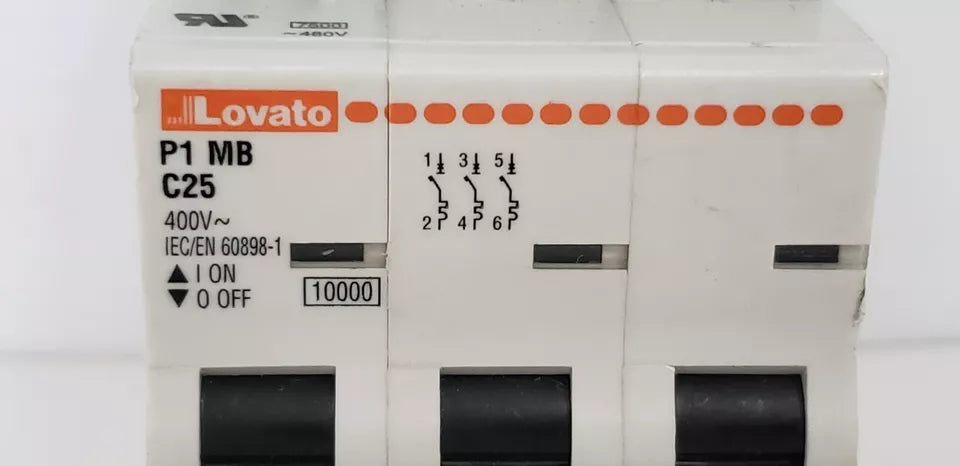 7500
~480V
Lovato
P1 MB
C25
400V~
IEC/EN 60898-1
▲ I ON
▼ O OFF
10000
1 3 5
2 4 6